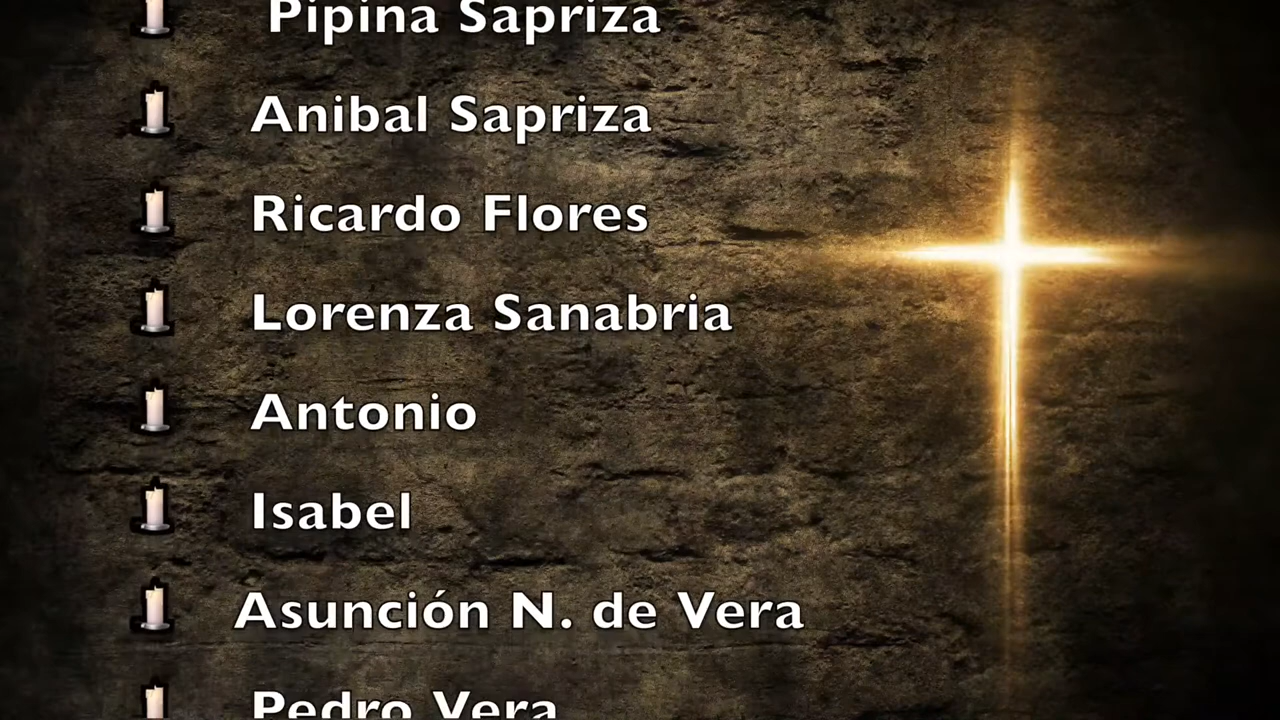 Pipina Sapriza
Anibal Sapriza
Ricardo Flores
Lorenza Sanabria
Antonio
Isabel
Asunción N. de Vera
Pedro Vera